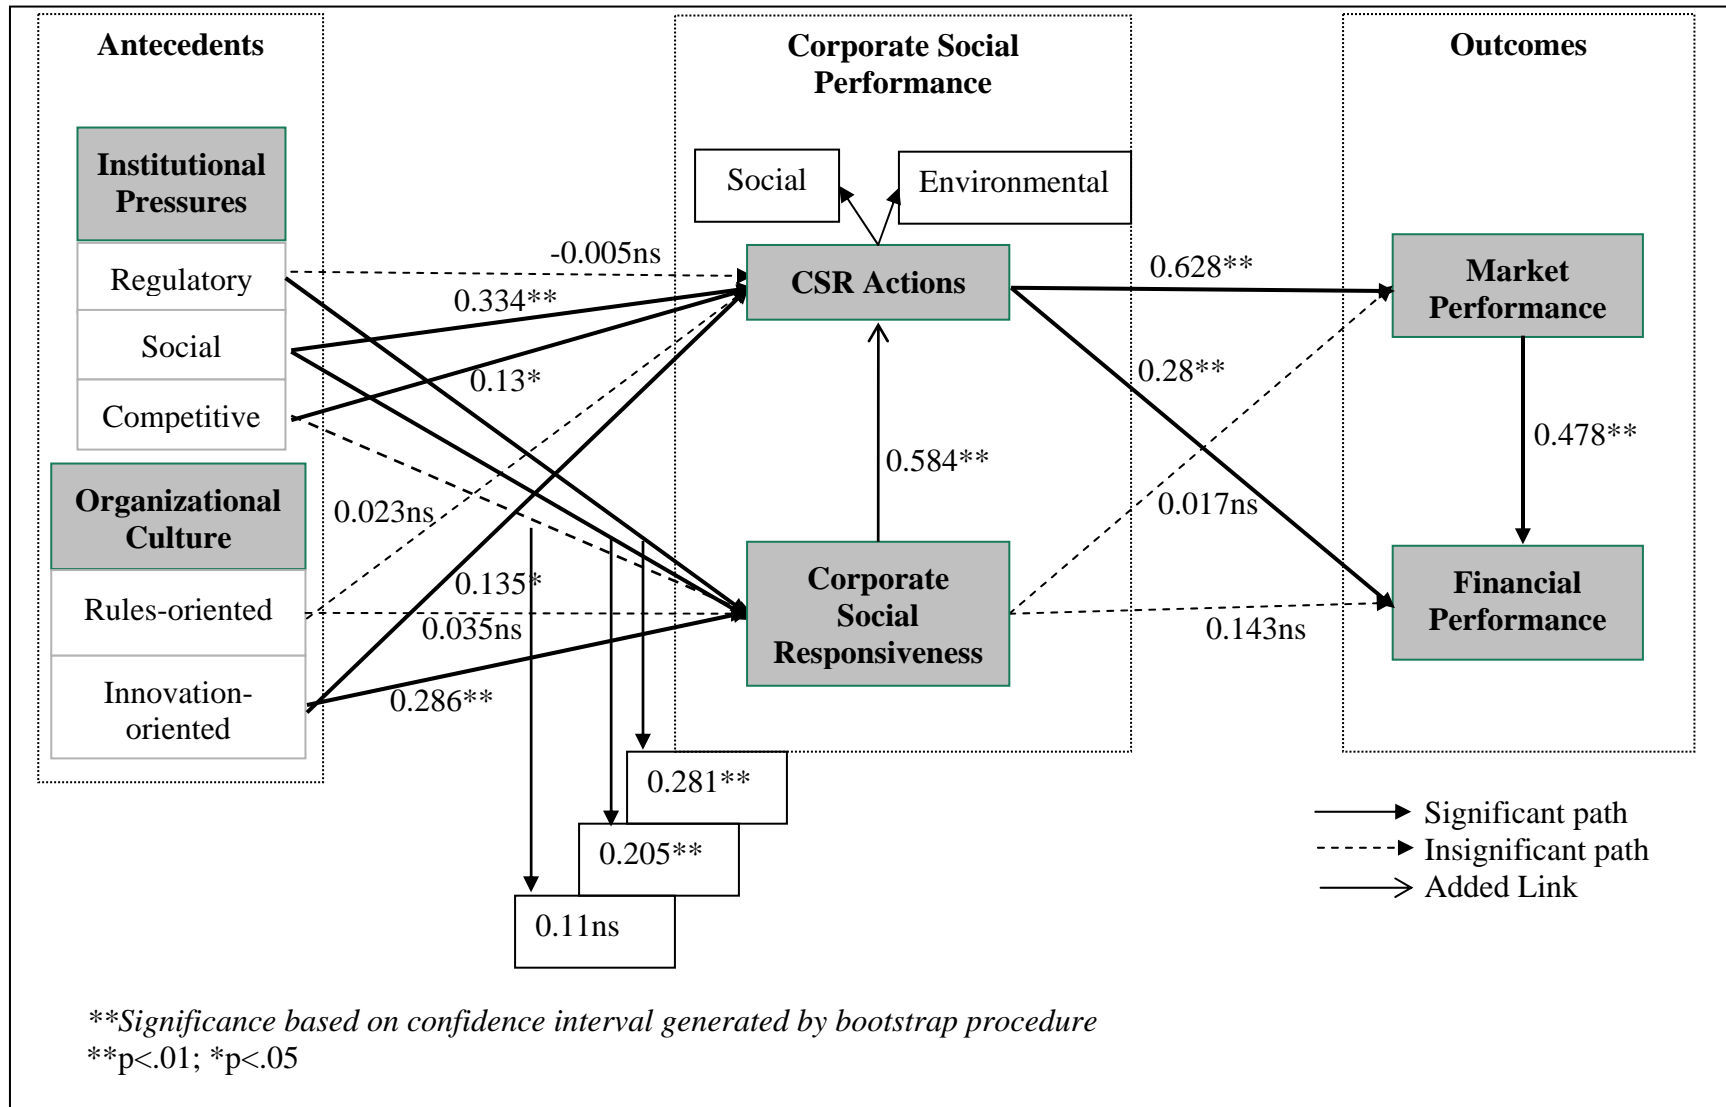 Antecedents
Institutional
Pressures
Regulatory
Social
Competitive
Organizational
Culture
Rules-oriented
Innovation-
oriented
-0.005ns
0.334**
0.13*
0.023ns
0.135*
0.035ns
0.286**
Corporate Social
Performance
Social
Environmental
CSR Actions
0.584**
Corporate
Social
Responsiveness
0.281**
0.205**
0.11ns
0.628**
0.28**
0.017ns
0.143ns
Outcomes
Market
Performance
0.478**
Financial
Performance
Significant path
Insignificant path
Added Link
**Significance based on confidence interval generated by bootstrap procedure
**p<.01; *p<.05